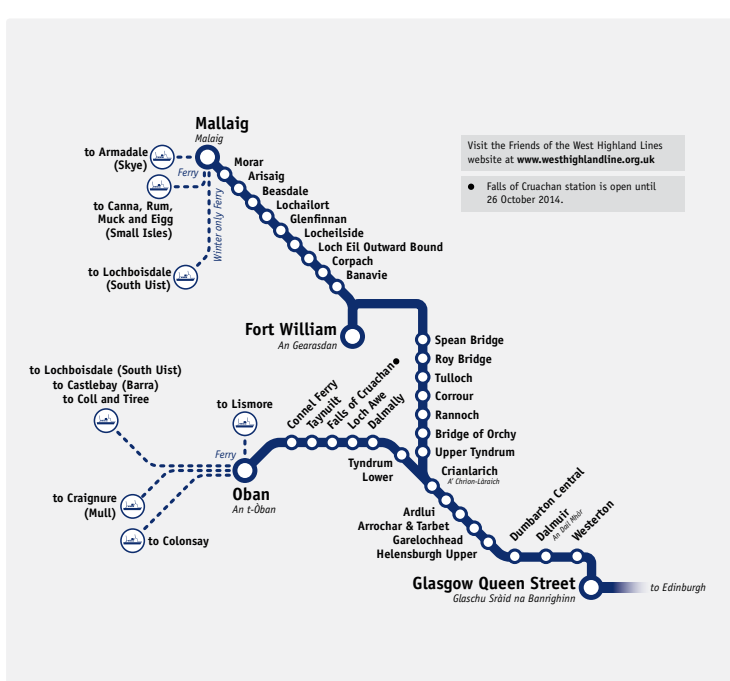 Mallaig
Malaig
to Armadale
(Skye)
Ferry
to Canna, Rum,
Muck and Eigg
(Small Isles)
Winter only Ferry
to Lochboisdale
(South Uist)
Morar
Arisaig
Beasdale
Lochailort
Glenfinnan
Locheilside
Loch Eil Outward Bound
Corpach
Banavie
Visit the Friends of the West Highland Lines
website at www.westhighlandline.org.uk
● Falls of Cruachan station is open until
26 October 2014.
Fort William
An Gearasdan
Spean Bridge
Roy Bridge
Tulloch
Corrour
Rannoch
Bridge of Orchy
Upper Tyndrum
Crianlarich
A' Chrìon-Làraich
to Lochboisdale (South Uist)
to Castlebay (Barra)
to Coll and Tiree
to Lismore
Ferry
Oban
An t-Òban
to Craignure
(Mull)
to Colonsay
Connel Ferry
Taynuilt
Falls of Cruachan●
Loch Awe
Dalmally
Tyndrum
Lower
Ardlui
Arrochar & Tarbet
Garelochhead
Helensburgh Upper
Dumbarton Central
Dalmuir
An Dail Mhòr
Westerton
Glasgow Queen Street
Glaschu Sràid na Banrighinn
to Edinburgh